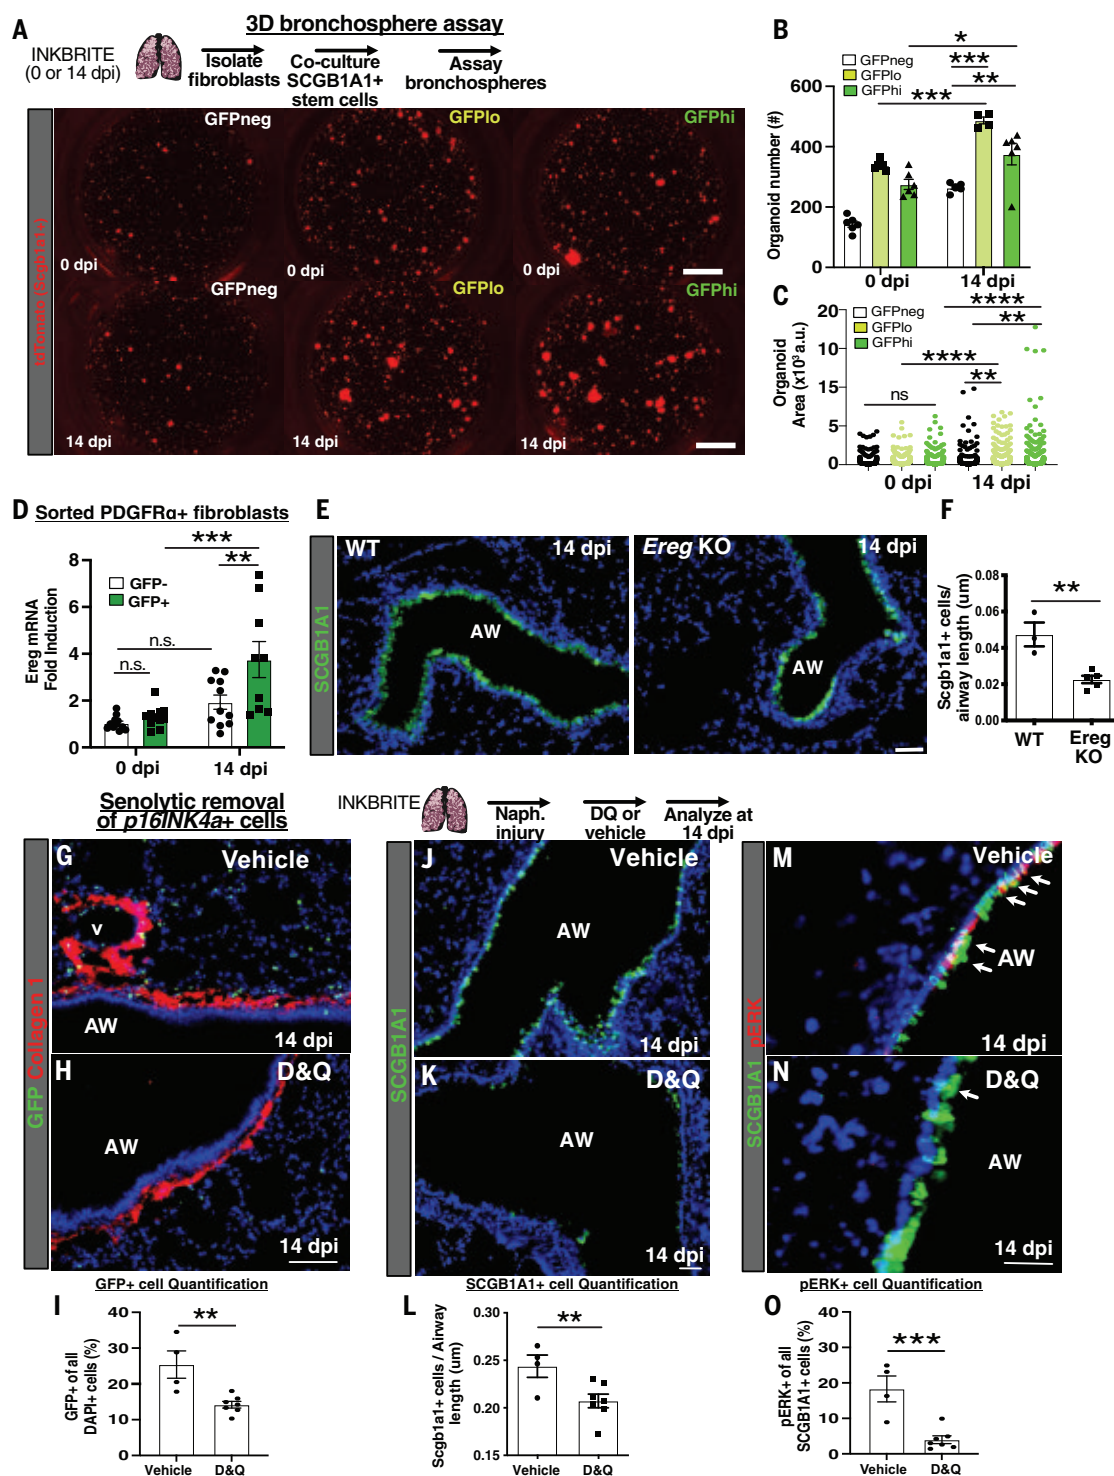 A
3D bronchosphere assay
INKBRITE
(0 or 14 dpi)
Isolate
fibroblasts
Co-culture
SCGB1A1+
stem cells
Assay
bronchospheres
tdTomato (Scgb1a1+)
GFPneg
GFPlo
GFPhi
0 dpi
0 dpi
0 dpi
GFPneg
GFPlo
GFPhi
14 dpi
14 dpi
14 dpi
B
GFPneg
GFPlo
GFPhi
*
***
**
***
Organoid number (#)
600
400
200
0
0 dpi
14 dpi
C
GFPneg
GFPlo
GFPhi
****
**
****
**
ns
Organoid
Area (x10³ a.u.)
20
10
15
5
0
0 dpi
14 dpi
D
Sorted PDGFRα+ fibroblasts
***
**
GFP-
GFP+
n.s.
n.s.
Ereg mRNA
Fold Induction
8
6
4
2
0
0 dpi
14 dpi
E
SCGB1A1
WT
14 dpi
AW
Ereg KO
14 dpi
AW
F
**
Scgb1a1+ cells/
airway length (um)
0.08
0.06
0.04
0.02
0.00
WT
Ereg
KO
Senolytic removal
of p16INK4a+ cells
INKBRITE
Naph.
injury
DQ or
vehicle
Analyze at
14 dpi
GFP Collagen 1
G
Vehicle
V
AW
14 dpi
H
D&Q
AW
14 dpi
SCGB1A1
J
Vehicle
AW
14 dpi
K
D&Q
AW
14 dpi
SCGB1A1 pERK
M
Vehicle
AW
14 dpi
N
D&Q
AW
14 dpi
I
GFP+ cell Quantification
**
GFP+ of all
DAPI+ cells (%)
40
30
20
10
0
Vehicle
D&Q
L
SCGB1A1+ cell Quantification
**
Scgb1a1+ cells / Airway
length (um)
0.30
0.25
0.20
0.15
Vehicle
D&Q
O
pERK+ cell Quantification
***
pERK+ of all
SCGB1A1+ cells (%)
40
30
20
10
0
Vehicle
D&Q